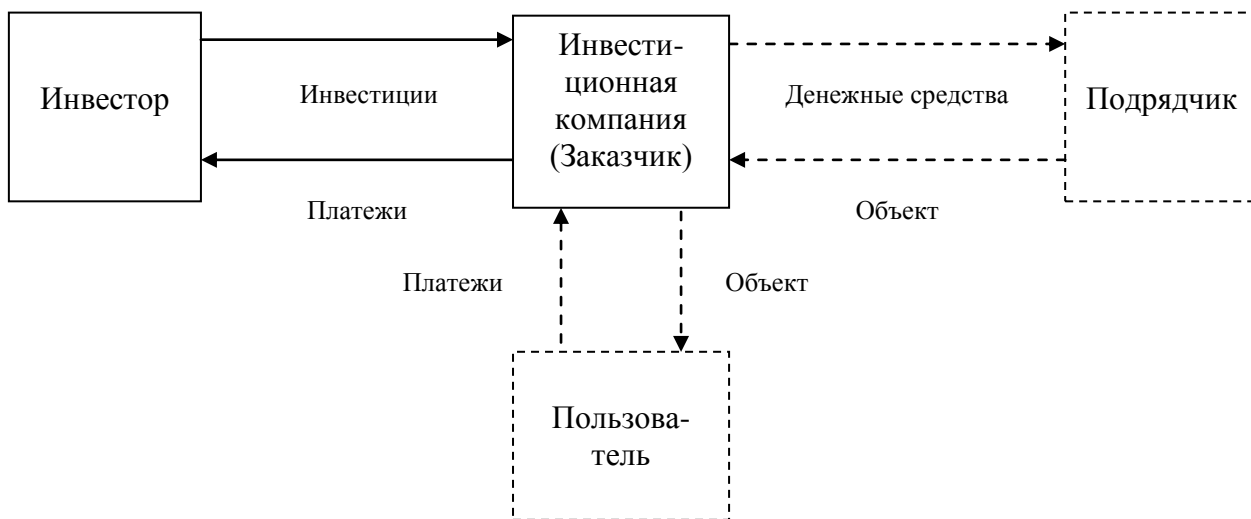 Инвестор
Инвестиции
Платежи
Инвести-
ционная
компания
(Заказчик)
Денежные средства
Объект
Подрядчик
Платежи
Объект
Пользова-
тель